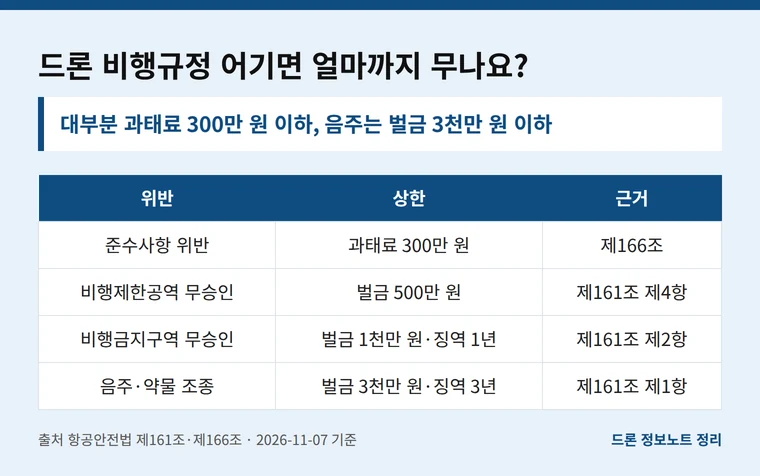 드론 비행규정 어기면 얼마까지 무나요?
대부분 과태료 300만 원 이하, 음주는 벌금 3천만 원 이하
위반 상한 근거
준수사항 위반 과태료 300만 원 제166조
비행제한공역 무승인 벌금 500만 원 제161조 제4항
비행금지구역 무승인 벌금 1천만 원·징역 1년 제161조 제2항
음주·약물 조종 벌금 3천만 원·징역 3년 제161조 제1항
출처 항공안전법 제161조·제166조 · 2026-11-07 기준
드론 정보노트 정리